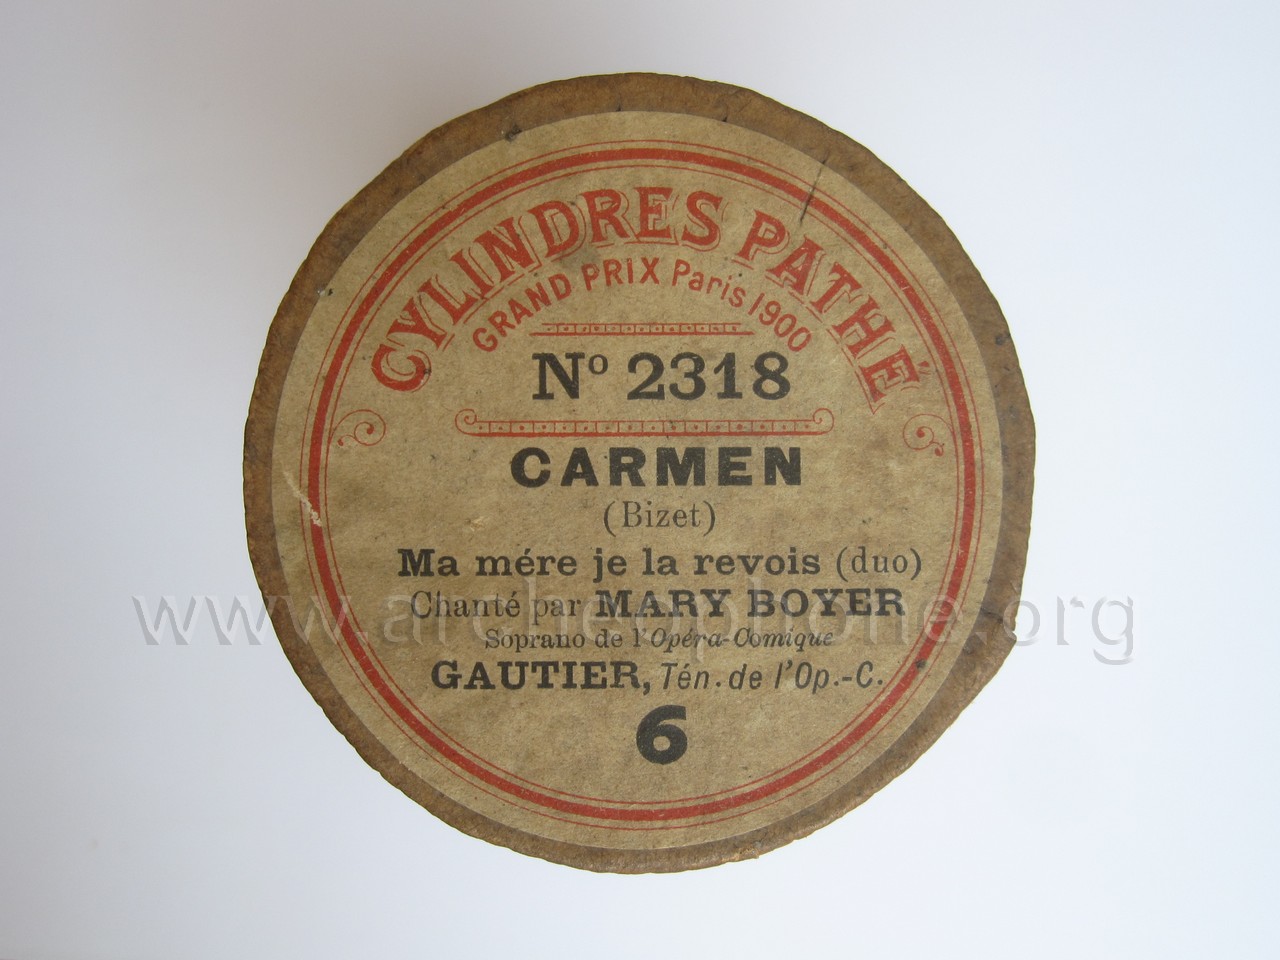 CYLINDRES PATHÉ
GRAND PRIX Paris 1900
Nº 2318
CARMEN
(Bizet)
Ma mére je la revois (duo)
Chanté par MARY BOYER
Soprano de l'Opéra-Comique
GAUTIER, Tén. de l'Op.-C.
6
www.archeophone.org